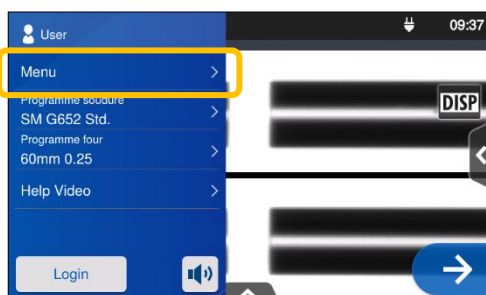 User
09:37
Menu
Programme soudure
SM G652 Std.
DISP
Programme four
60mm 0.25
Help Video
Login